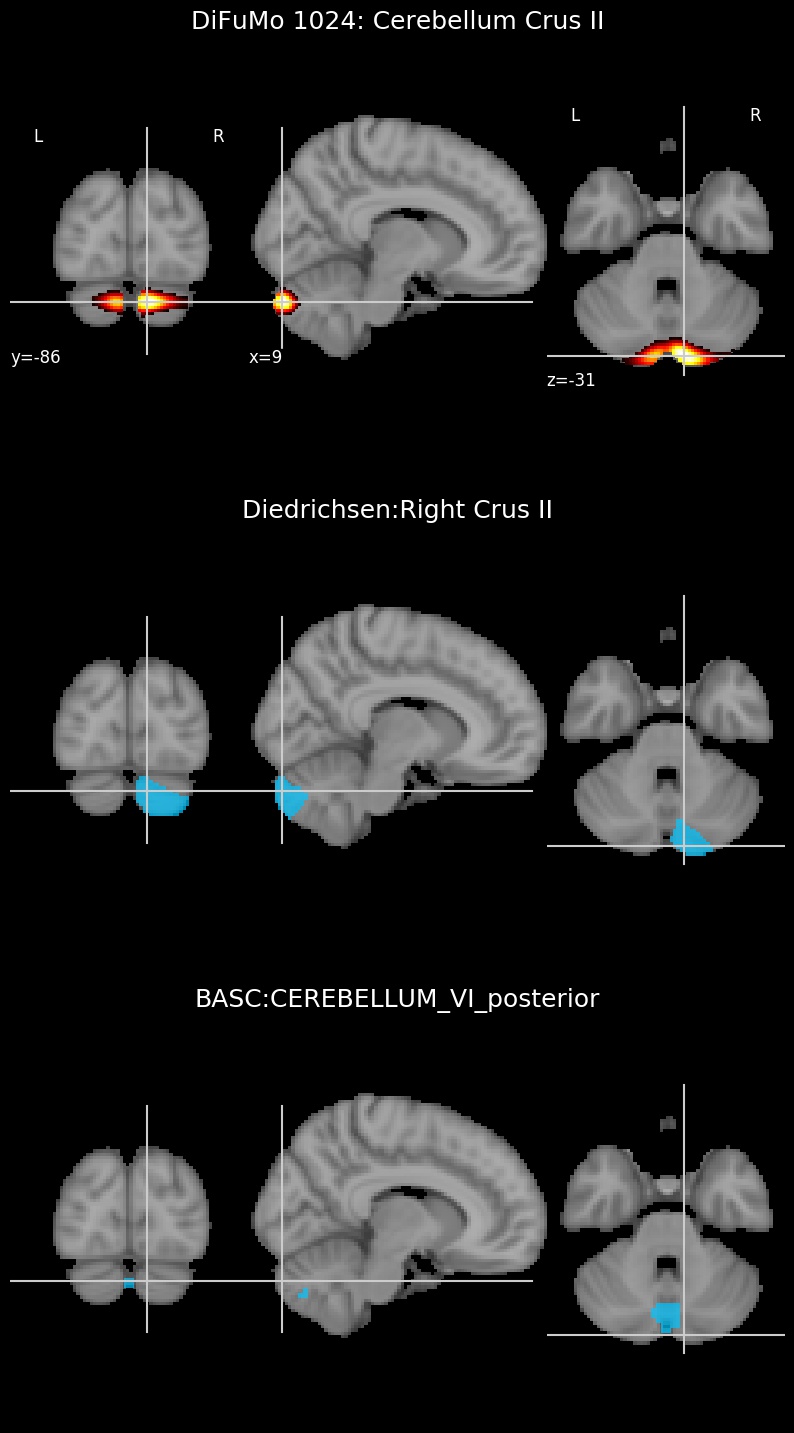 DiFuMo 1024: Cerebellum Crus II
L R L R
y=-86 x=9 z=-31
Diedrichsen:Right Crus II
BASC:CEREBELLUM_VI_posterior